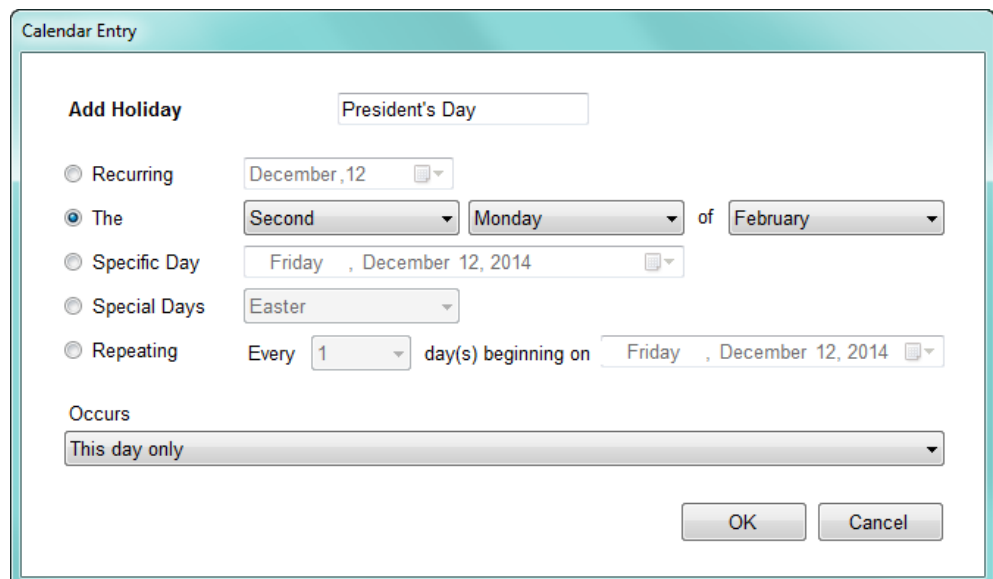 Calendar Entry
Add Holiday President's Day
Recurring December,12
The Second Monday of February
Specific Day Friday , December 12, 2014
Special Days Easter
Repeating Every 1 day(s) beginning on Friday , December 12, 2014
Occurs
This day only
OK Cancel